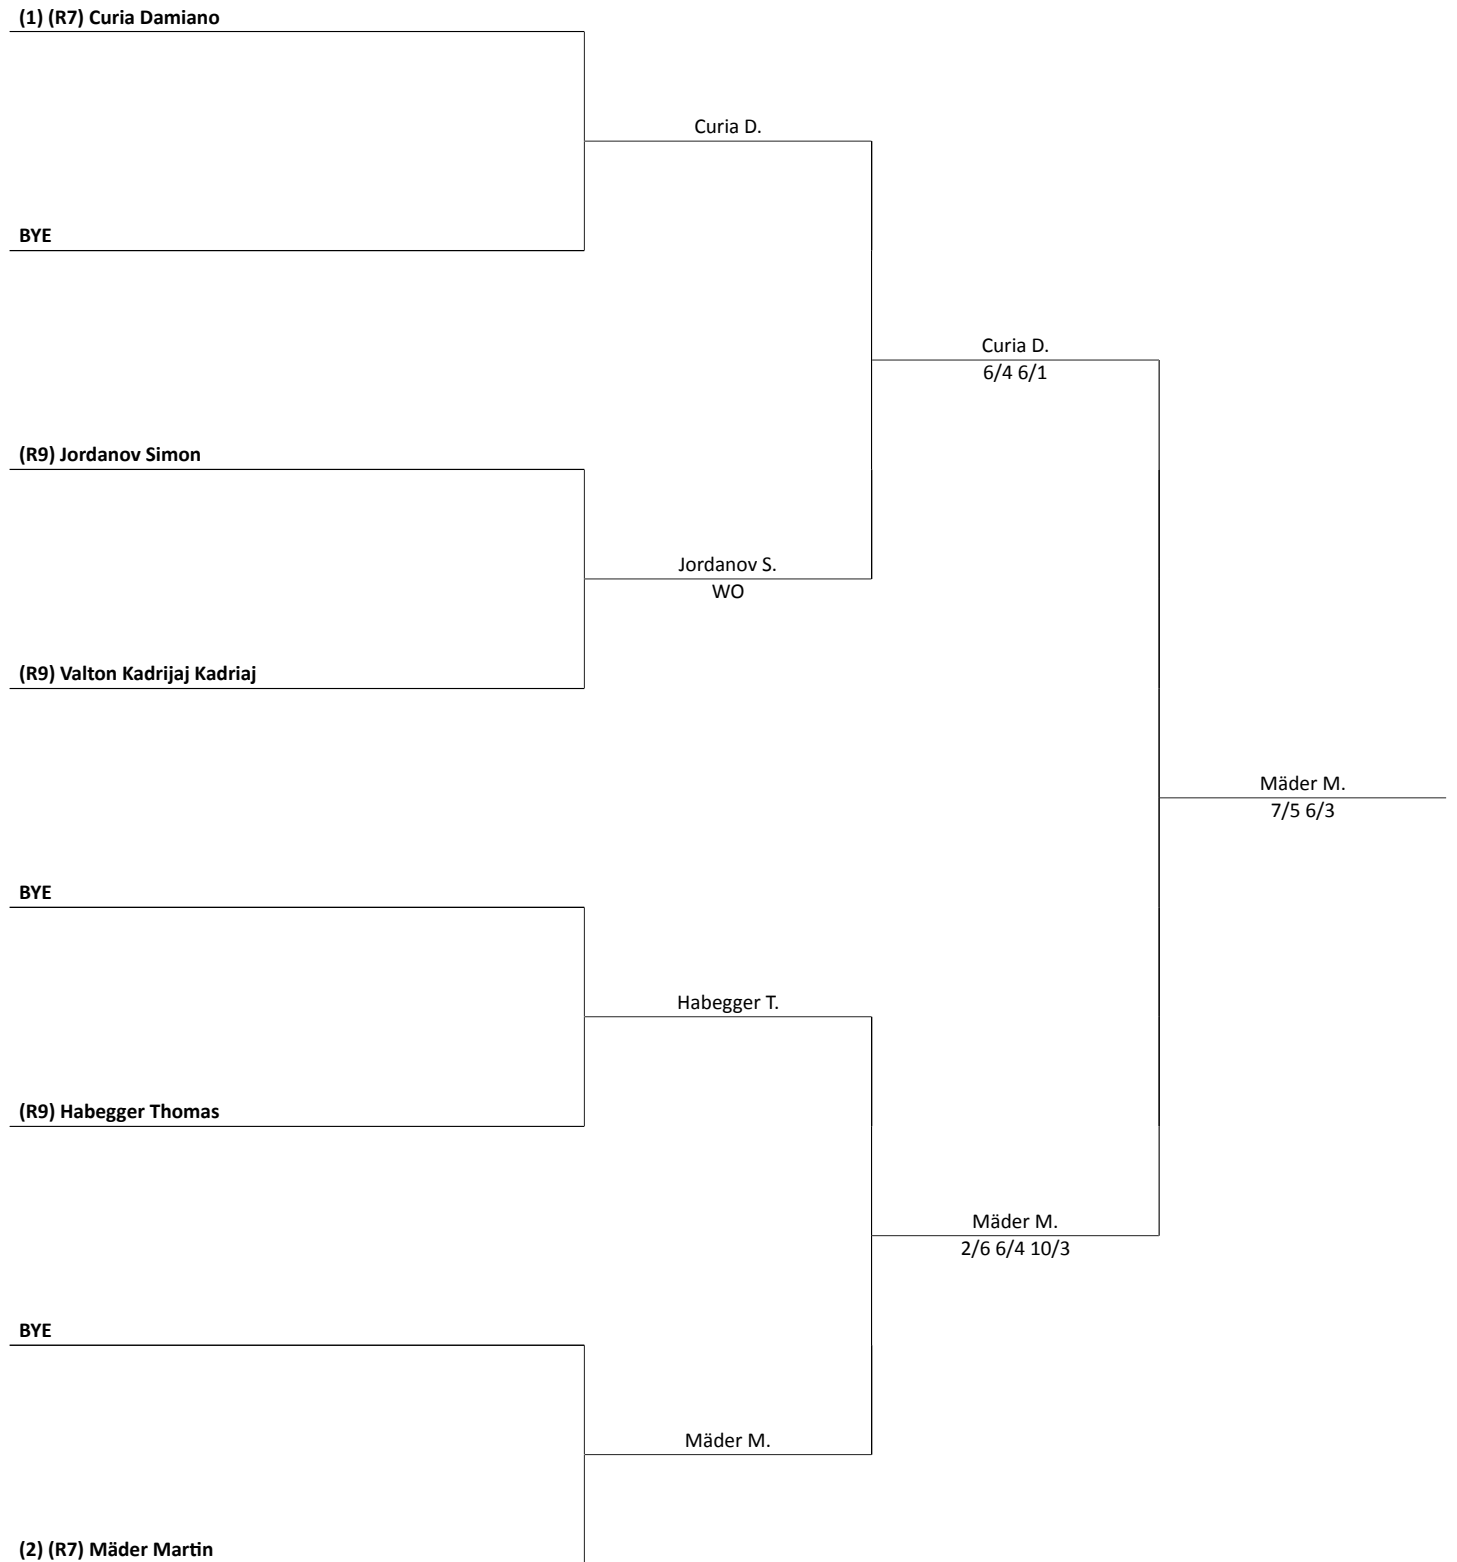 (1) (R7) Curia Damiano
Curia D.
BYE
Curia D.
6/4 6/1
(R9) Jordanov Simon
Jordanov S.
WO
(R9) Valton Kadrijaj Kadriaj
Mäder M.
7/5 6/3
BYE
Habegger T.
(R9) Habegger Thomas
Mäder M.
2/6 6/4 10/3
BYE
Mäder M.
(2) (R7) Mäder Martin